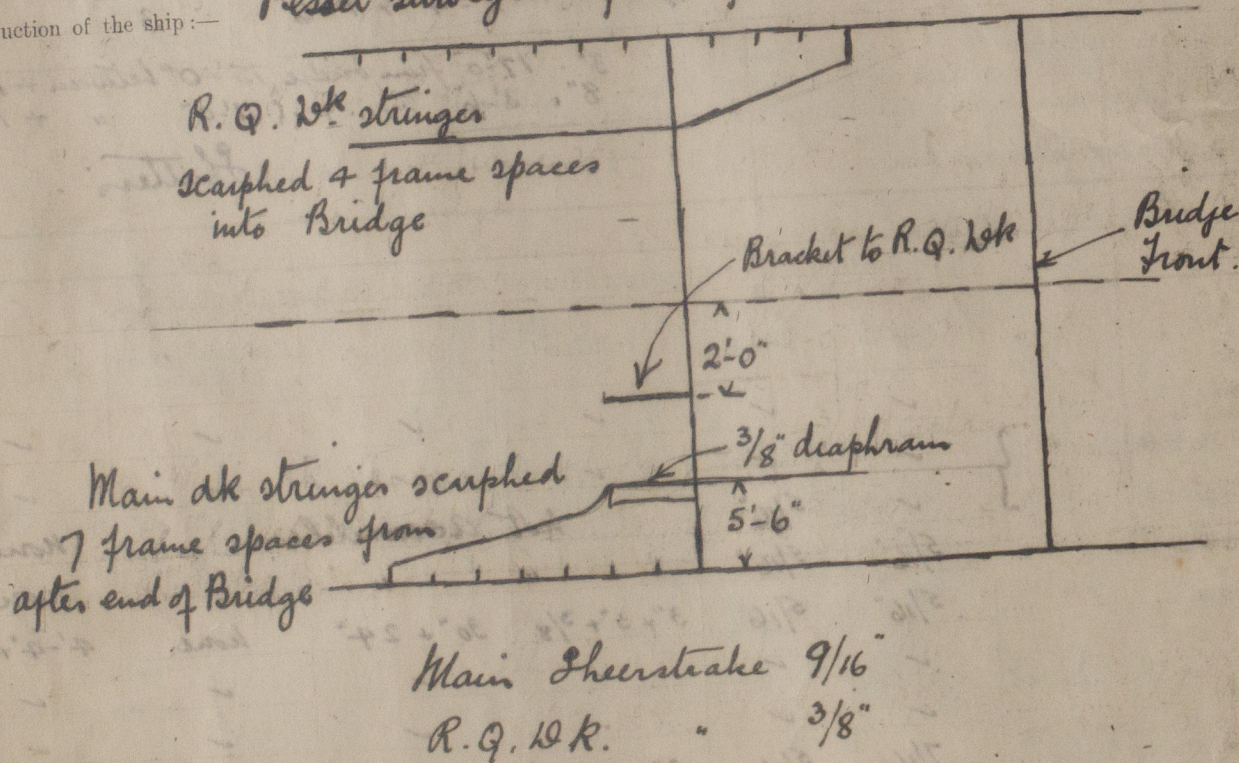 uction of the ship:—
R. Q. Dk stringer
scarphed 4 frame spaces
into Bridge
Bracket to R.Q. Dk
Bridge
Front.
2'-0"
3/8" diaphram
Main dk stringer scarphed
7 frame spaces from
after end of Bridge
5'-6"
Main Sheerstrake 9/16"
R.Q. Dk. " 3/8"